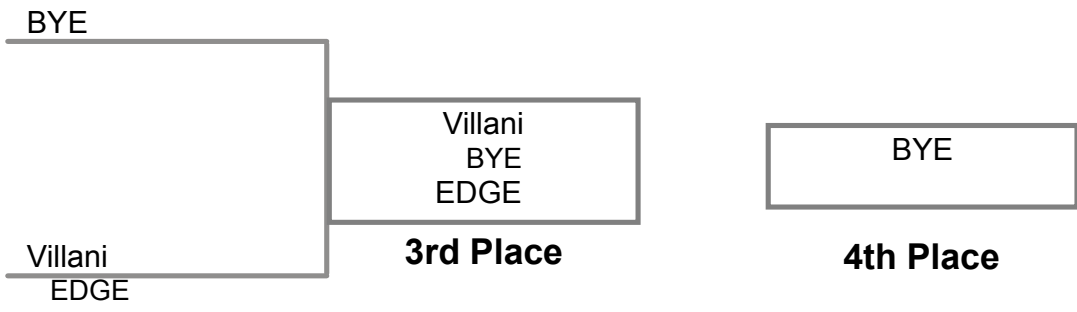 BYE
Villani
EDGE
Villani
BYE
EDGE
3rd Place
BYE
4th Place